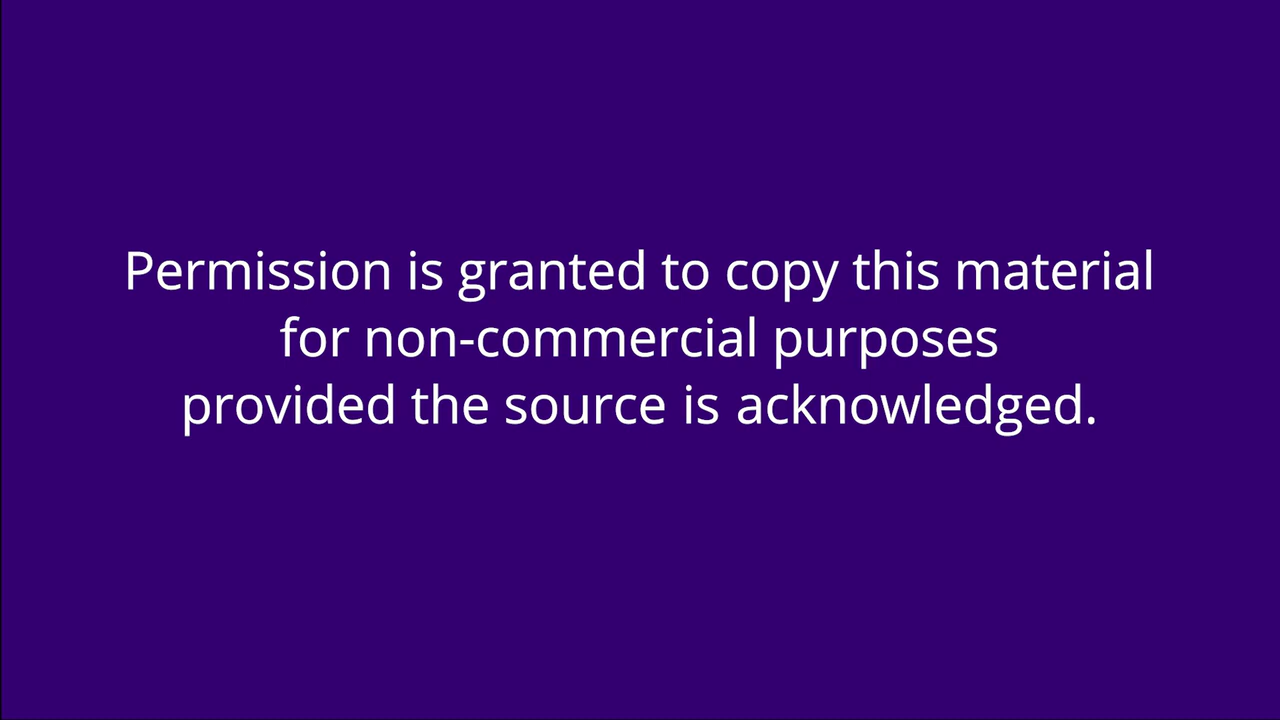 Permission is granted to copy this material
for non-commercial purposes
provided the source is acknowledged.